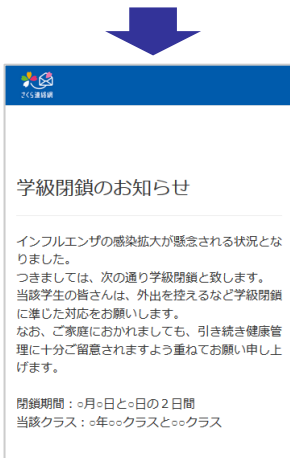 さくら連絡網
学級閉鎖のお知らせ
インフルエンザの感染拡大が懸念される状況とな
りました。
つきましては、次の通り学級閉鎖と致します。
当該学生の皆さんは、外出を控えるなど学級閉鎖
に準じた対応をお願いします。
なお、ご家庭におかれましても、引き続き健康管
理に十分ご留意されますよう重ねてお願い申し上
げます。
閉鎖期間：○月○日と○日の２日間
当該クラス：○年○○クラスと○○クラス